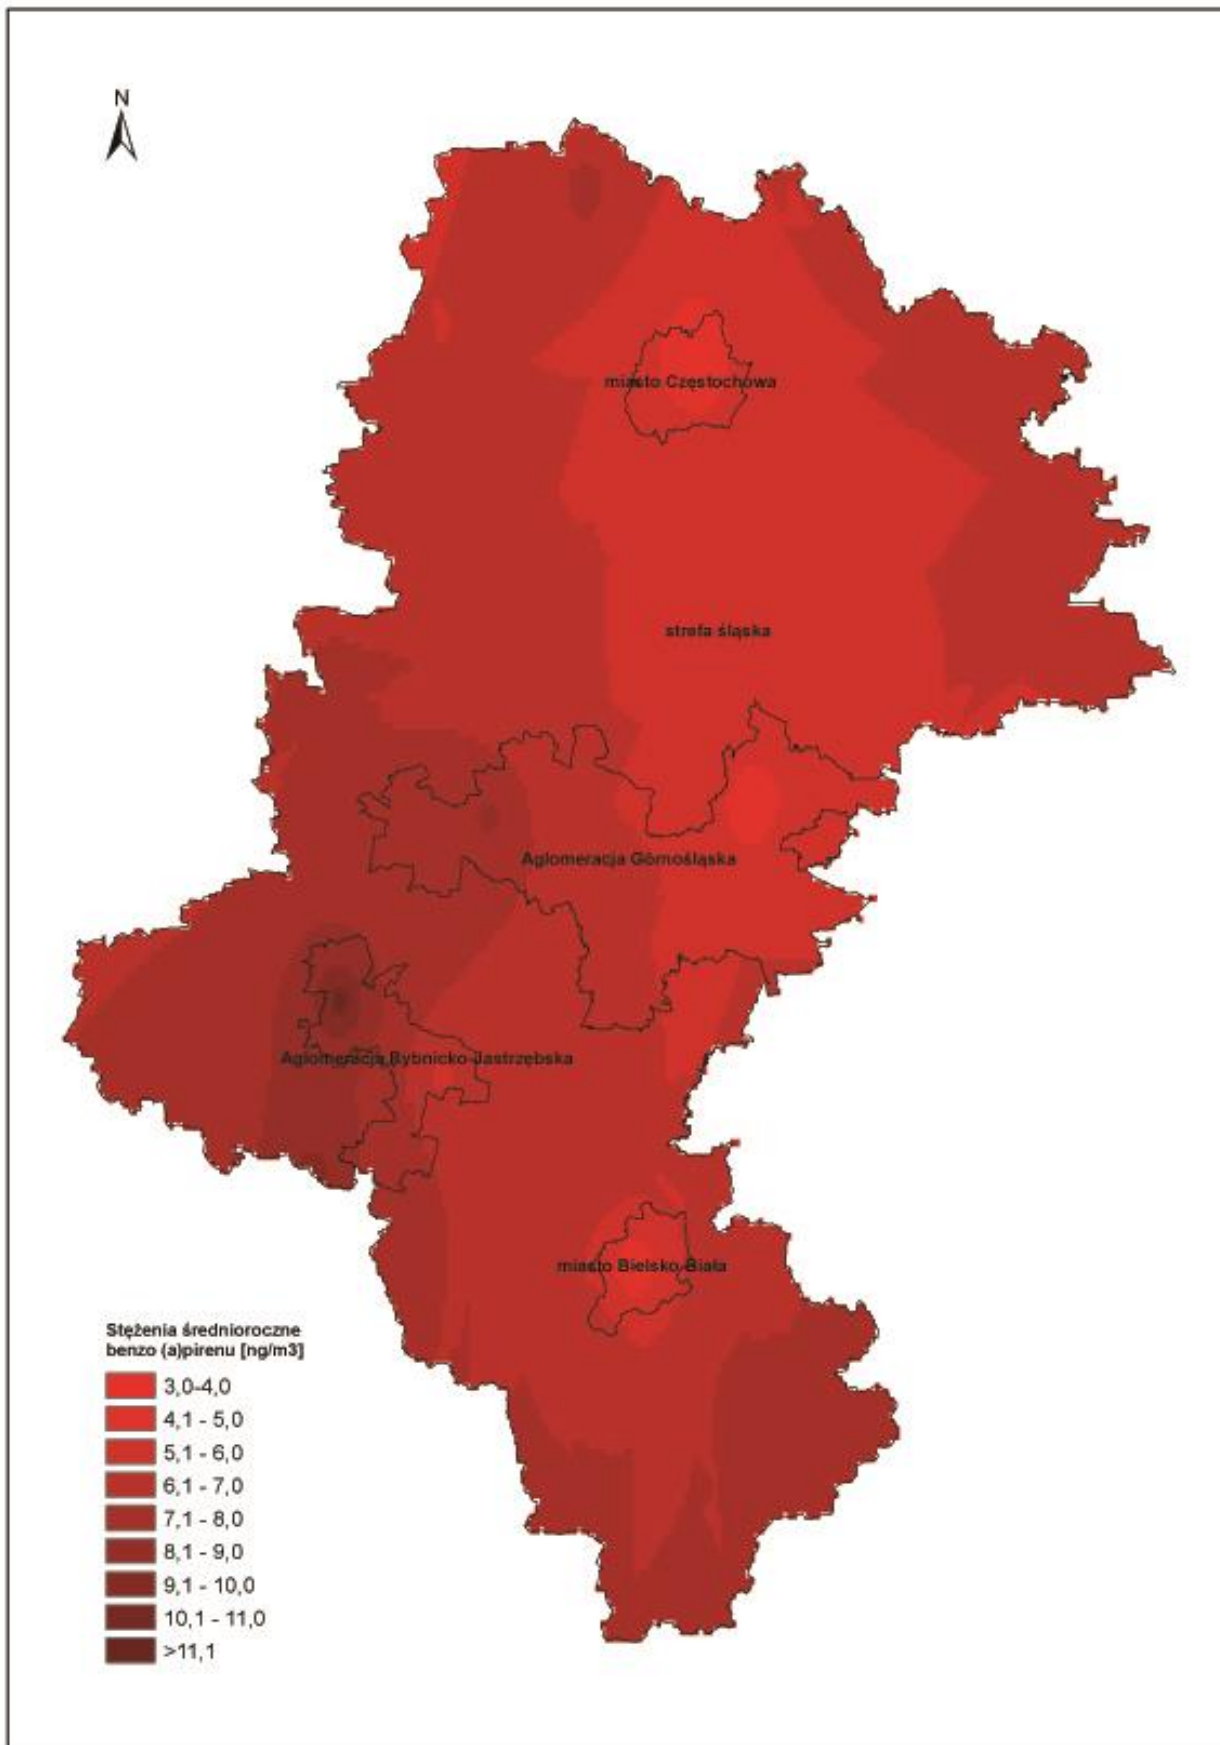 N
miasto Częstochowa
strefa śląska
Aglomeracja Górnośląska
Aglomeracja Rybnicko-Jastrzębska
miasto Bielsko-Biała
Stężenia średnioroczne
benzo (a)pirenu [ng/m3]
3,0-4,0
4,1 - 5,0
5,1 - 6,0
6,1 - 7,0
7,1 - 8,0
8,1 - 9,0
9,1 - 10,0
10,1 - 11,0
>11,1